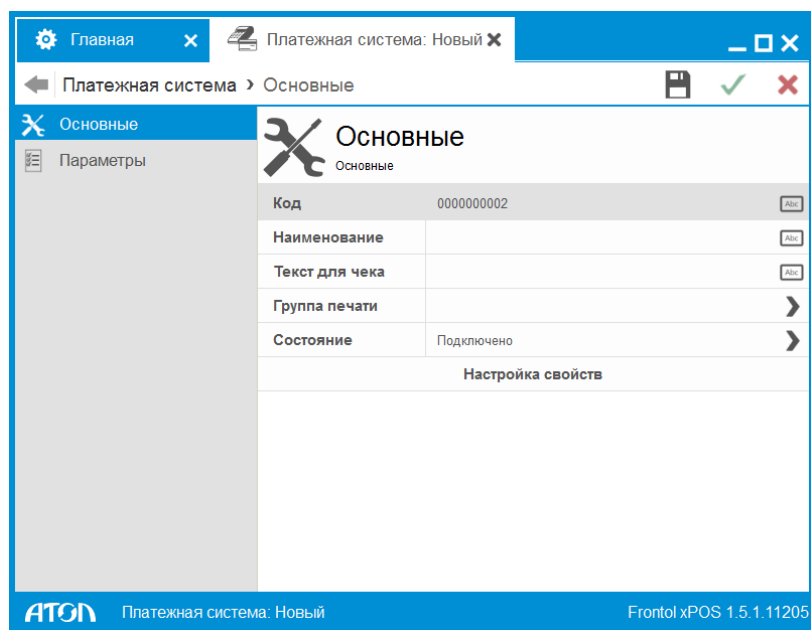 Главная Платежная система: Новый
Платежная система › Основные
Основные
Параметры
Основные
Основные
Код 0000000002 Abc
Наименование Abc
Текст для чека Abc
Группа печати
Состояние Подключено
Настройка свойств
ATOЛ Платежная система: Новый Frontol xPOS 1.5.1.11205